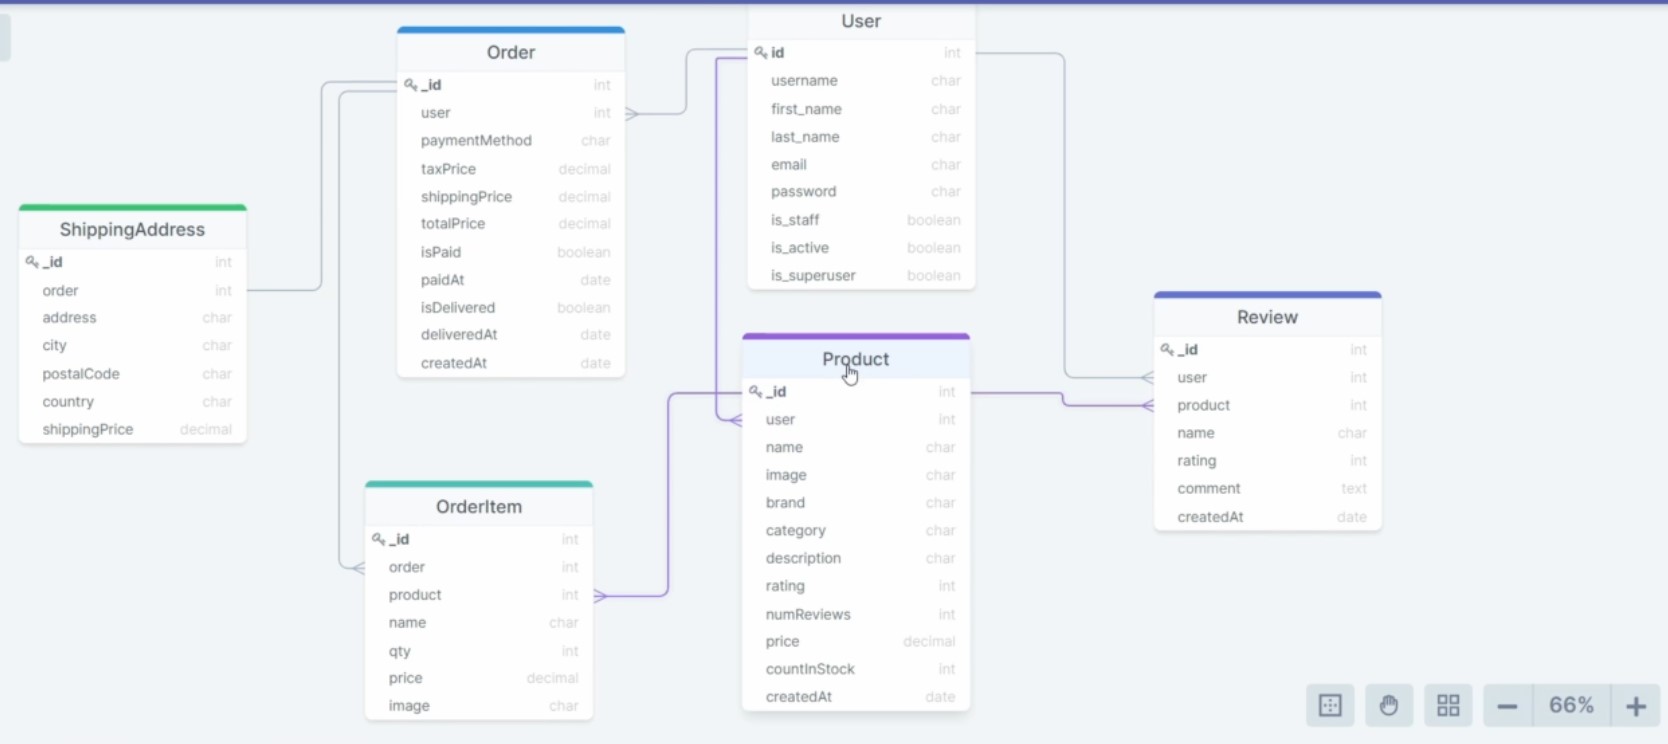 Order
_id int
user int
paymentMethod char
taxPrice decimal
shippingPrice decimal
totalPrice decimal
isPaid boolean
paidAt date
isDelivered boolean
deliveredAt date
createdAt date
User
id int
username char
first_name char
last_name char
email char
password char
is_staff boolean
is_active boolean
is_superuser boolean
ShippingAddress
_id int
order int
address char
city char
postalCode char
country char
shippingPrice decimal
Review
_id int
user int
product int
name char
rating int
comment text
createdAt date
Product
_id int
user int
name char
image char
brand char
category char
description char
rating int
numReviews int
price decimal
countInStock int
createdAt date
OrderItem
_id int
order int
product int
name char
qty int
price decimal
image char
66%